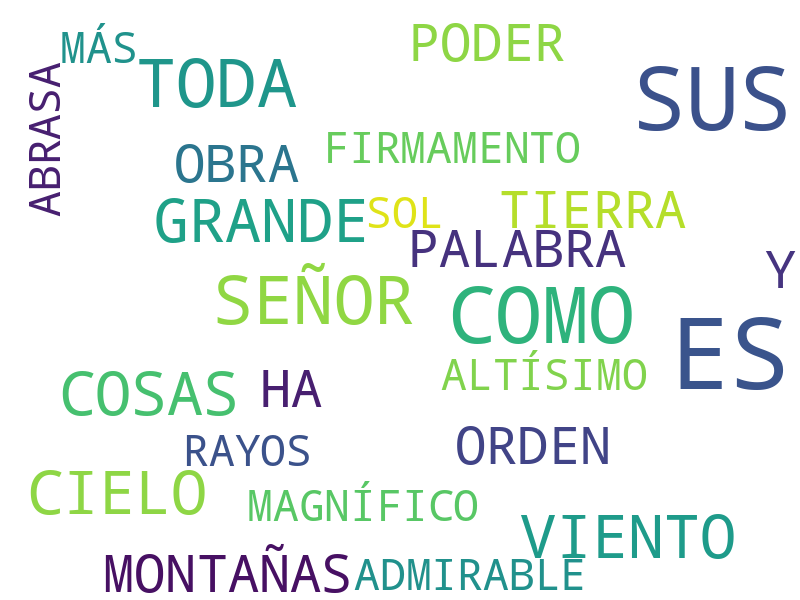 MÁS
PODER
TODA
SUS
ABRASA
OBRA
FIRMAMENTO
GRANDE
SOL
TIERRA
PALABRA
Y
SEÑOR
COMO
ES
COSAS
HA
ALTÍSIMO
RAYOS
ORDEN
CIELO
MAGNÍFICO
VIENTO
MONTAÑAS
ADMIRABLE